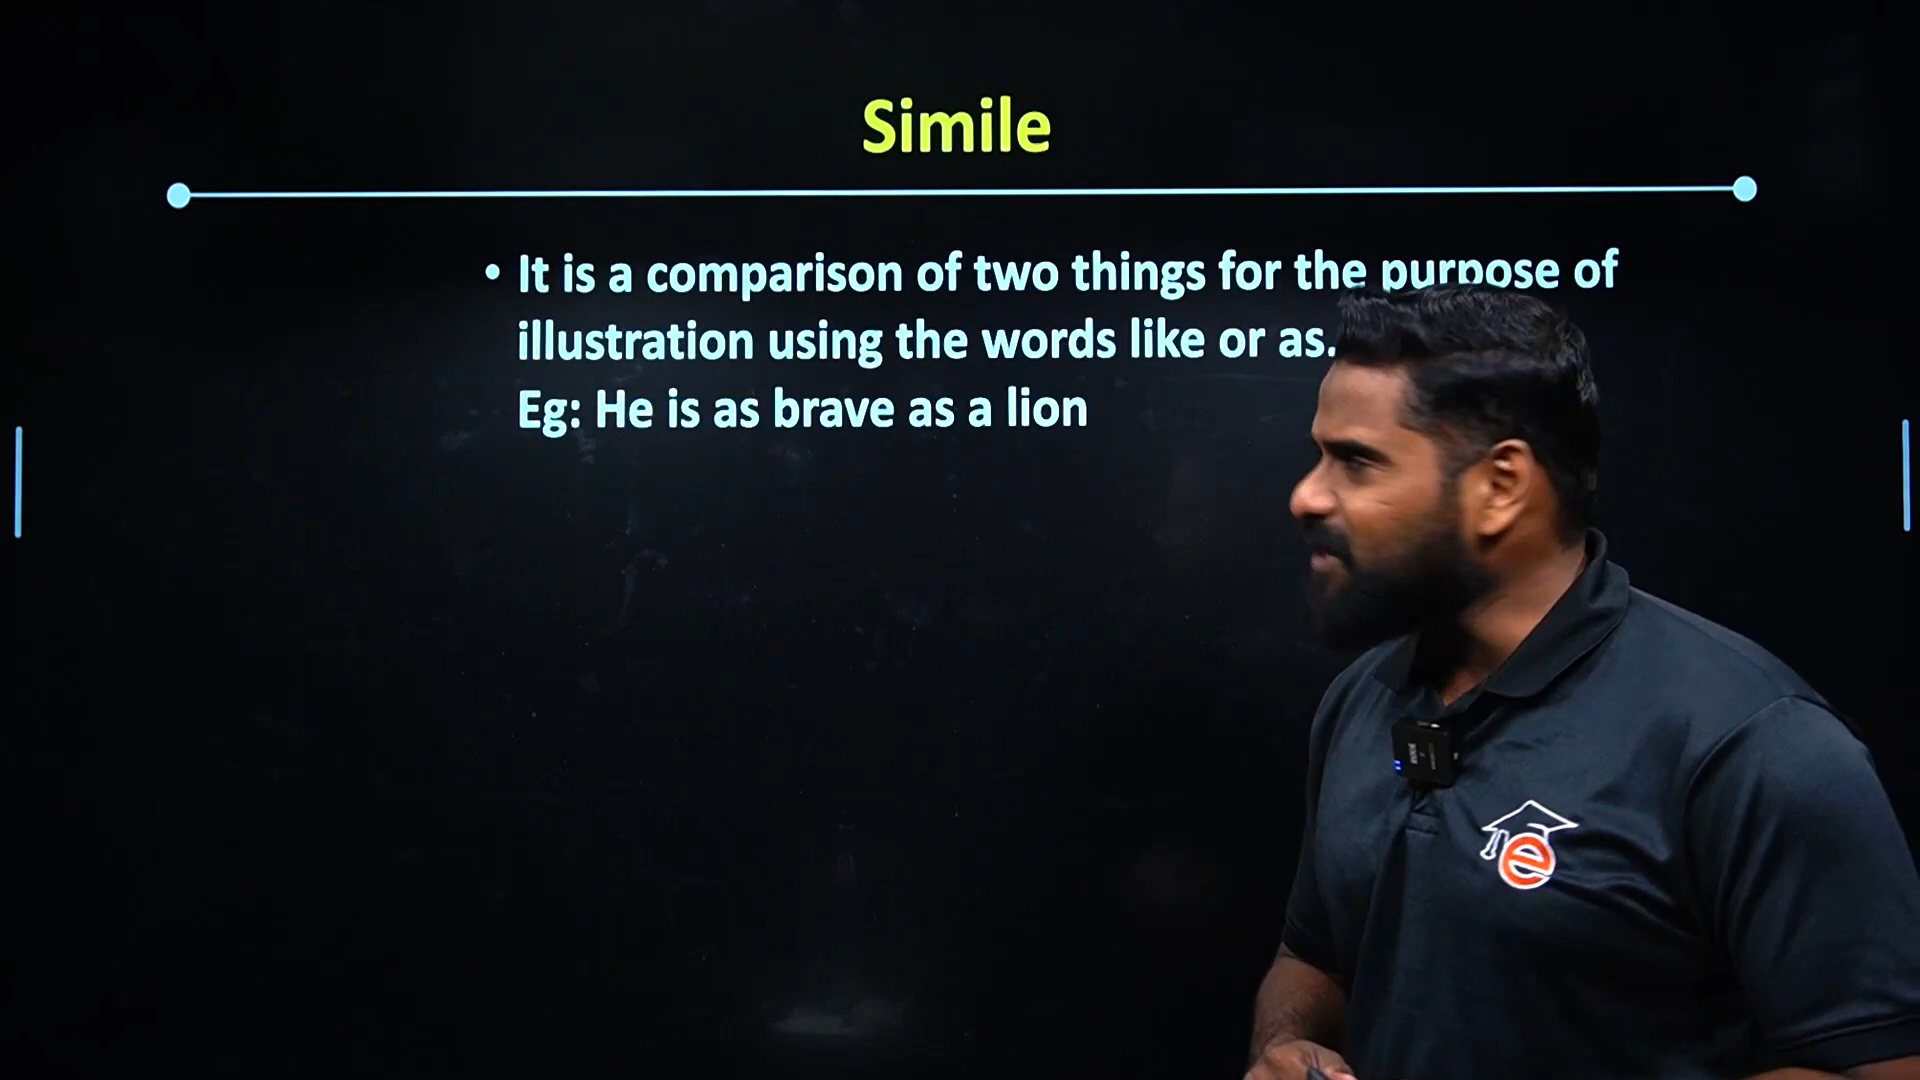 Simile
• It is a comparison of two things for the purpose of
illustration using the words like or as.
Eg: He is as brave as a lion
e